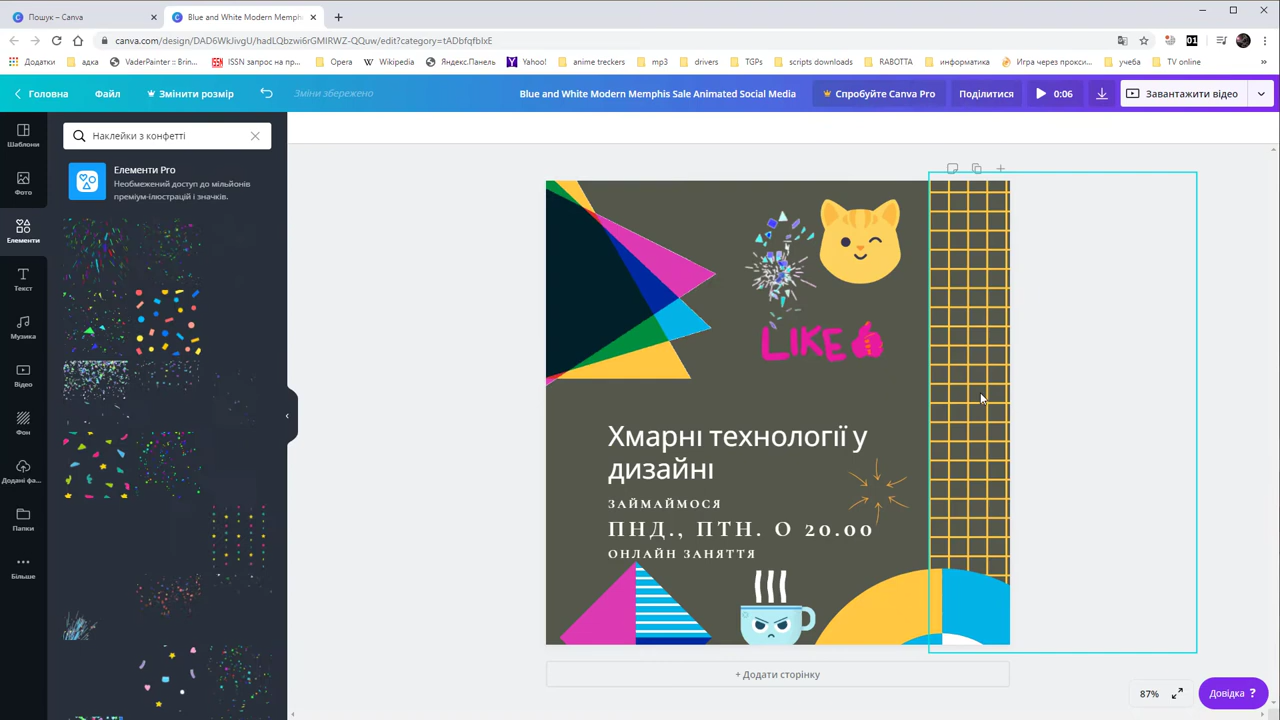 Пошук – Canva
Blue and White Modern Memph
canva.com/design/DAD6WkJivgU/hadLQbzwi6rGMIRWZ-QQuw/edit?category=tADbfqfbIxE
Додатки
адка
VaderPainter :: Brin...
ISSN запрос на пр...
Opera
Wikipedia
Яндекс.Панель
Yahoo!
anime treckers
mp3
drivers
TGPs
scripts downloads
RABOTTA
информатика
Игра через прокси...
учеба
TV online
Головна
Файл
Змінити розмір
Зміни збережено
Blue and White Modern Memphis Sale Animated Social Media
Спробуйте Canva Pro
Поділитися
0:06
Завантажити відео
Шаблони
Фото
Елементи
Текст
Музика
Відео
Фон
Додані фа...
Папки
Більше
Наклейки з конфетті
Елементи Pro
Необмежений доступ до мільйонів
преміум-ілюстрацій і значків.
LIKE
Хмарні технології у
дизайні
ЗАЙМАЙМОСЯ
ПНД., ПТН. О 20.00
ОНЛАЙН ЗАНЯТТЯ
+ Додати сторінку
87%
Довідка ?